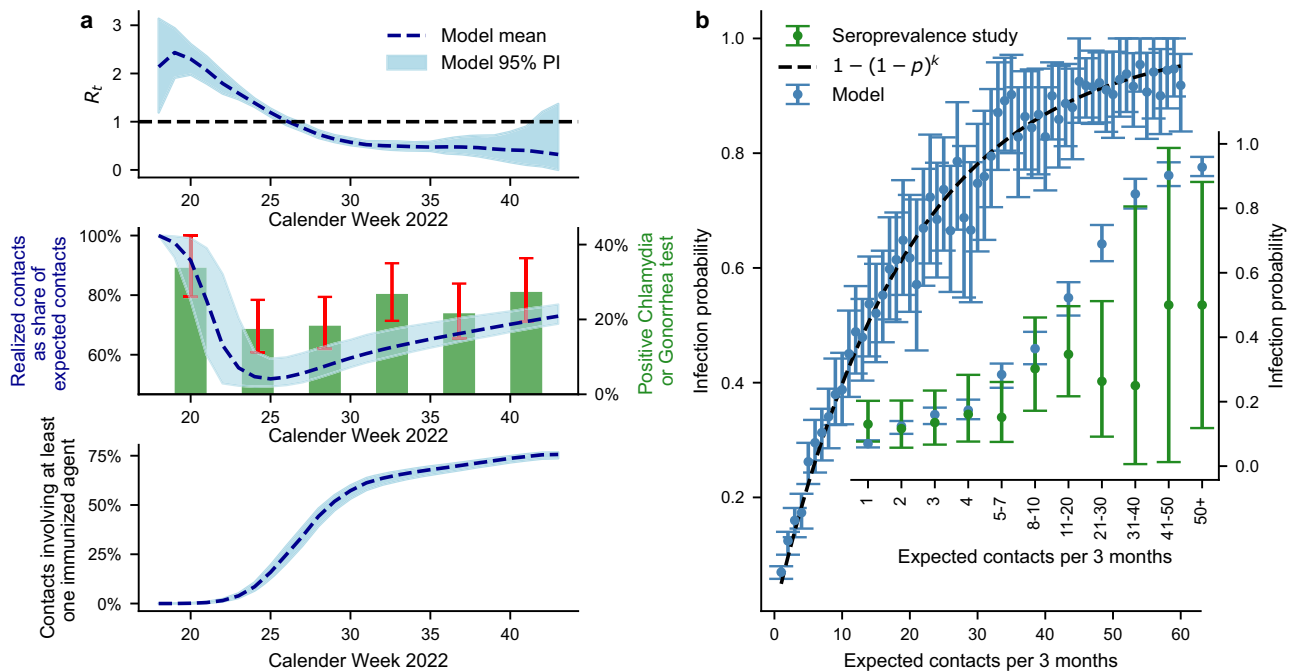 a
3
2
1
0
R_t
Model mean
Model 95% PI
20 25 30 35 40
Calender Week 2022
100%
80%
60%
Realized contacts
as share of
expected contacts
40%
20%
0%
Positive Chlamydia
or Gonorrhea test
20 25 30 35 40
Calender Week 2022
75%
50%
25%
0%
Contacts involving at least
one immunized agent
20 25 30 35 40
Calender Week 2022
b
1.0
0.8
0.6
0.4
0.2
Infection probability
Seroprevalence study
1 − (1 − p)^k
Model
1.0
0.8
0.6
0.4
0.2
0.0
Infection probability
1 2 3 4 5-7 8-10 11-20 21-30 31-40 41-50 50+
Expected contacts per 3 months
0 10 20 30 40 50 60
Expected contacts per 3 months